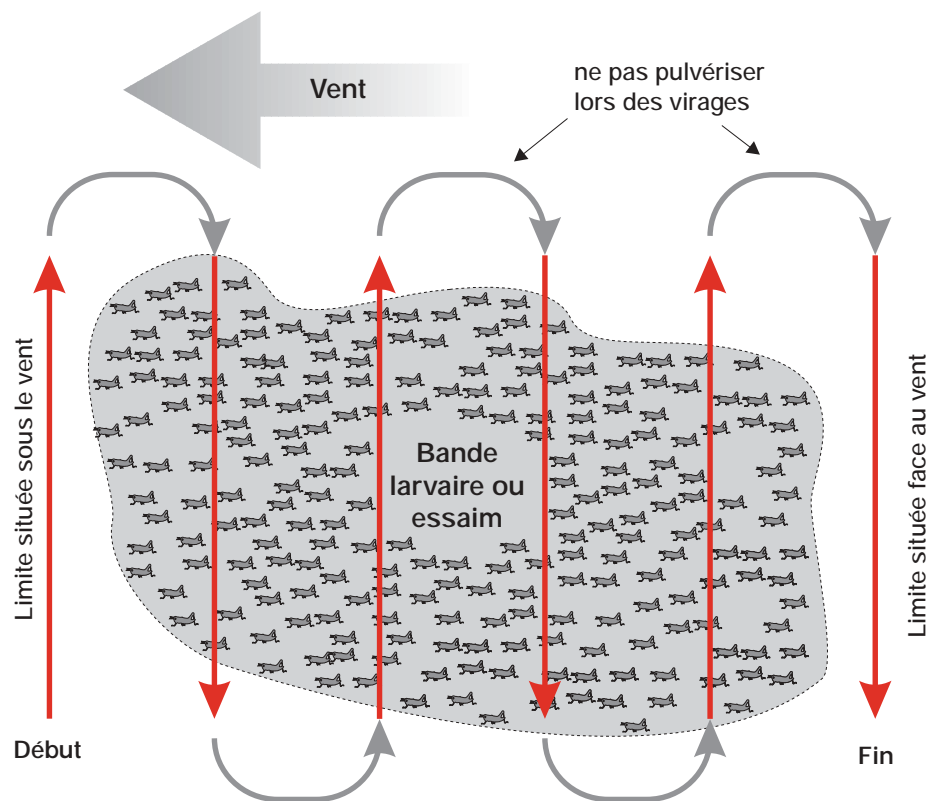 Vent
ne pas pulvériser
lors des virages
Limite située sous le vent
Bande
larvaire ou
essaim
Limite située face au vent
Début
Fin